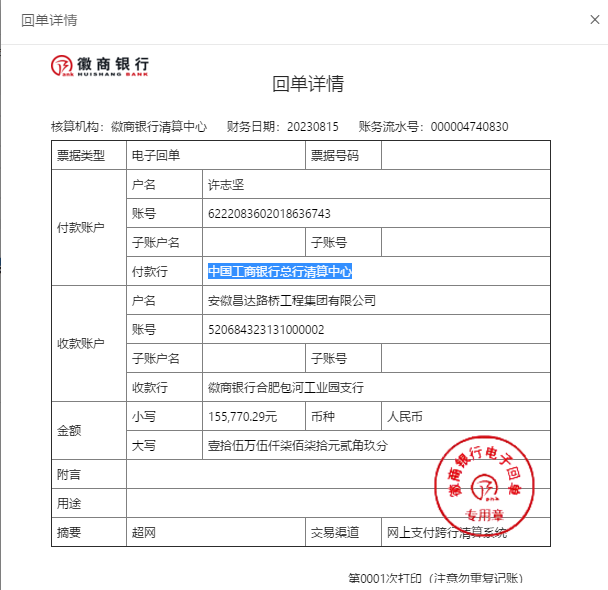 回单详情
徽商银行
HUISHANG BANK
回单详情
核算机构：徽商银行清算中心 财务日期：20230815 账务流水号：000004740830
票据类型 电子回单 票据号码
付款账户
户名 许志坚
账号 6222083602018636743
子账户名 子账号
付款行 中国工商银行总行清算中心
收款账户
户名 安徽昌达路桥工程集团有限公司
账号 520684323131000002
子账户名 子账号
收款行 徽商银行合肥包河工业园支行
金额
小写 155,770.29元 币种 人民币
大写 壹拾伍万伍仟柒佰柒拾元贰角玖分
附言
用途
摘要 超网 交易渠道 网上支付跨行清算系统
徽商银行电子回单
专用章
第0001次打印（注意勿重复记账）